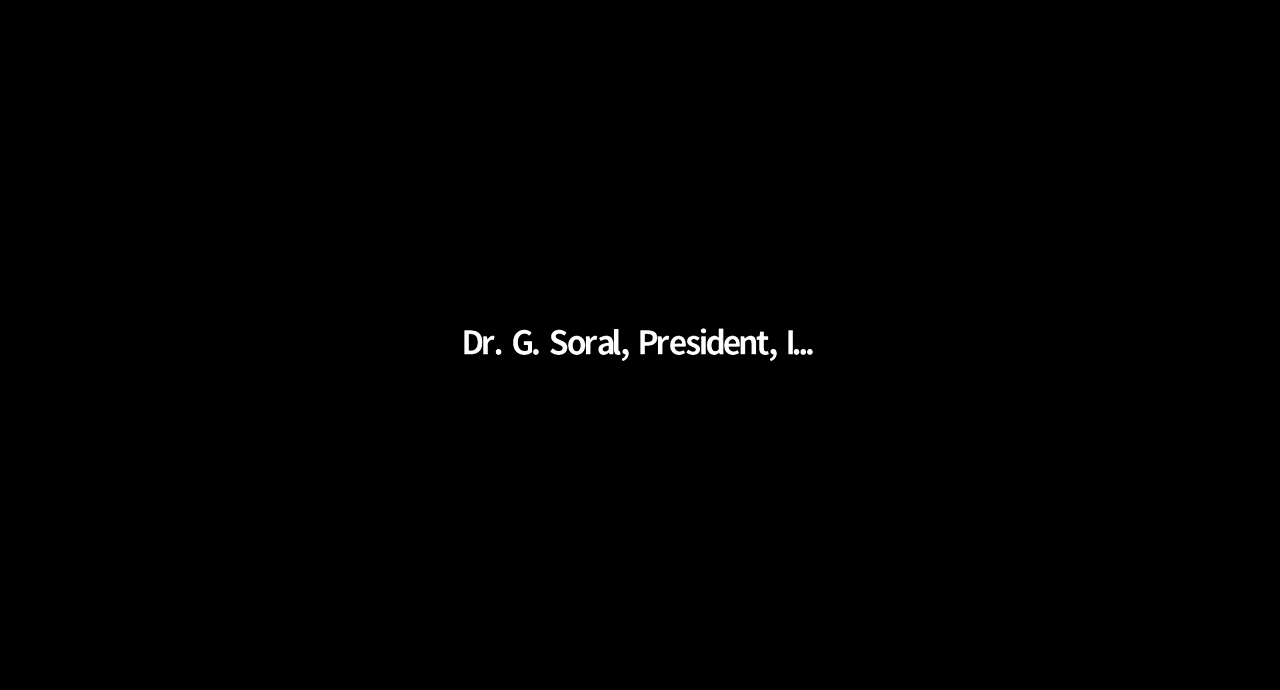 Dr. G. Soral, President, I...